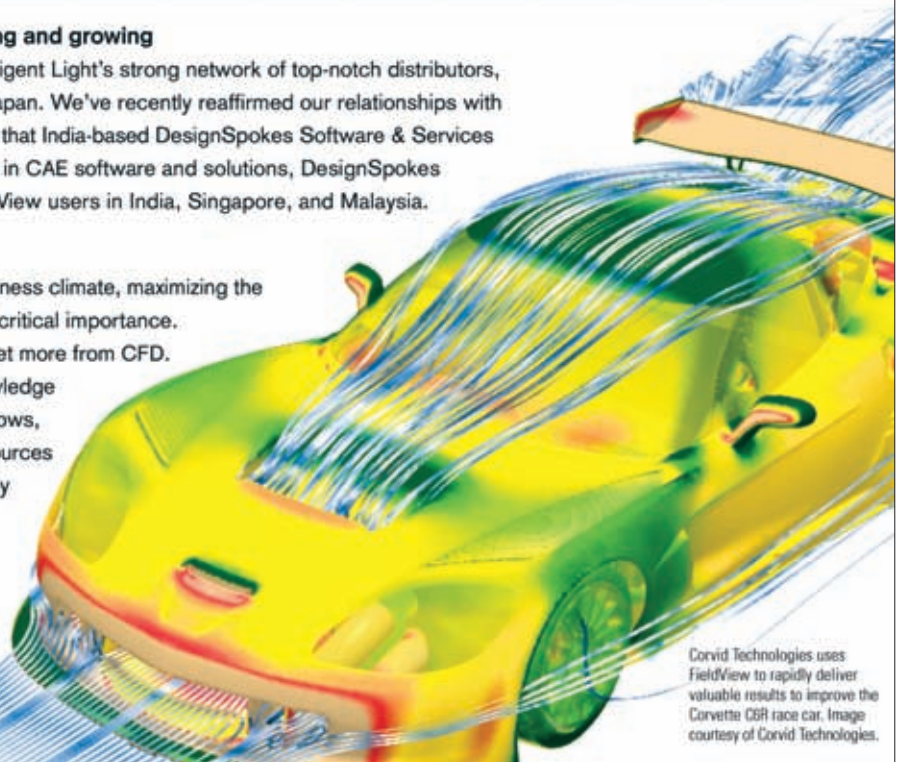 ng and growing
igent Light's strong network of top-notch distributors,
apan. We've recently reaffirmed our relationships with
that India-based DesignSpokes Software & Services
in CAE software and solutions, DesignSpokes
View users in India, Singapore, and Malaysia.
ness climate, maximizing the
critical importance.
et more from CFD.
ledge
ows,
urces
y
Corvid Technologies uses
FieldView to rapidly deliver
valuable results to improve the
Corvette C6R race car. Image
courtesy of Corvid Technologies.